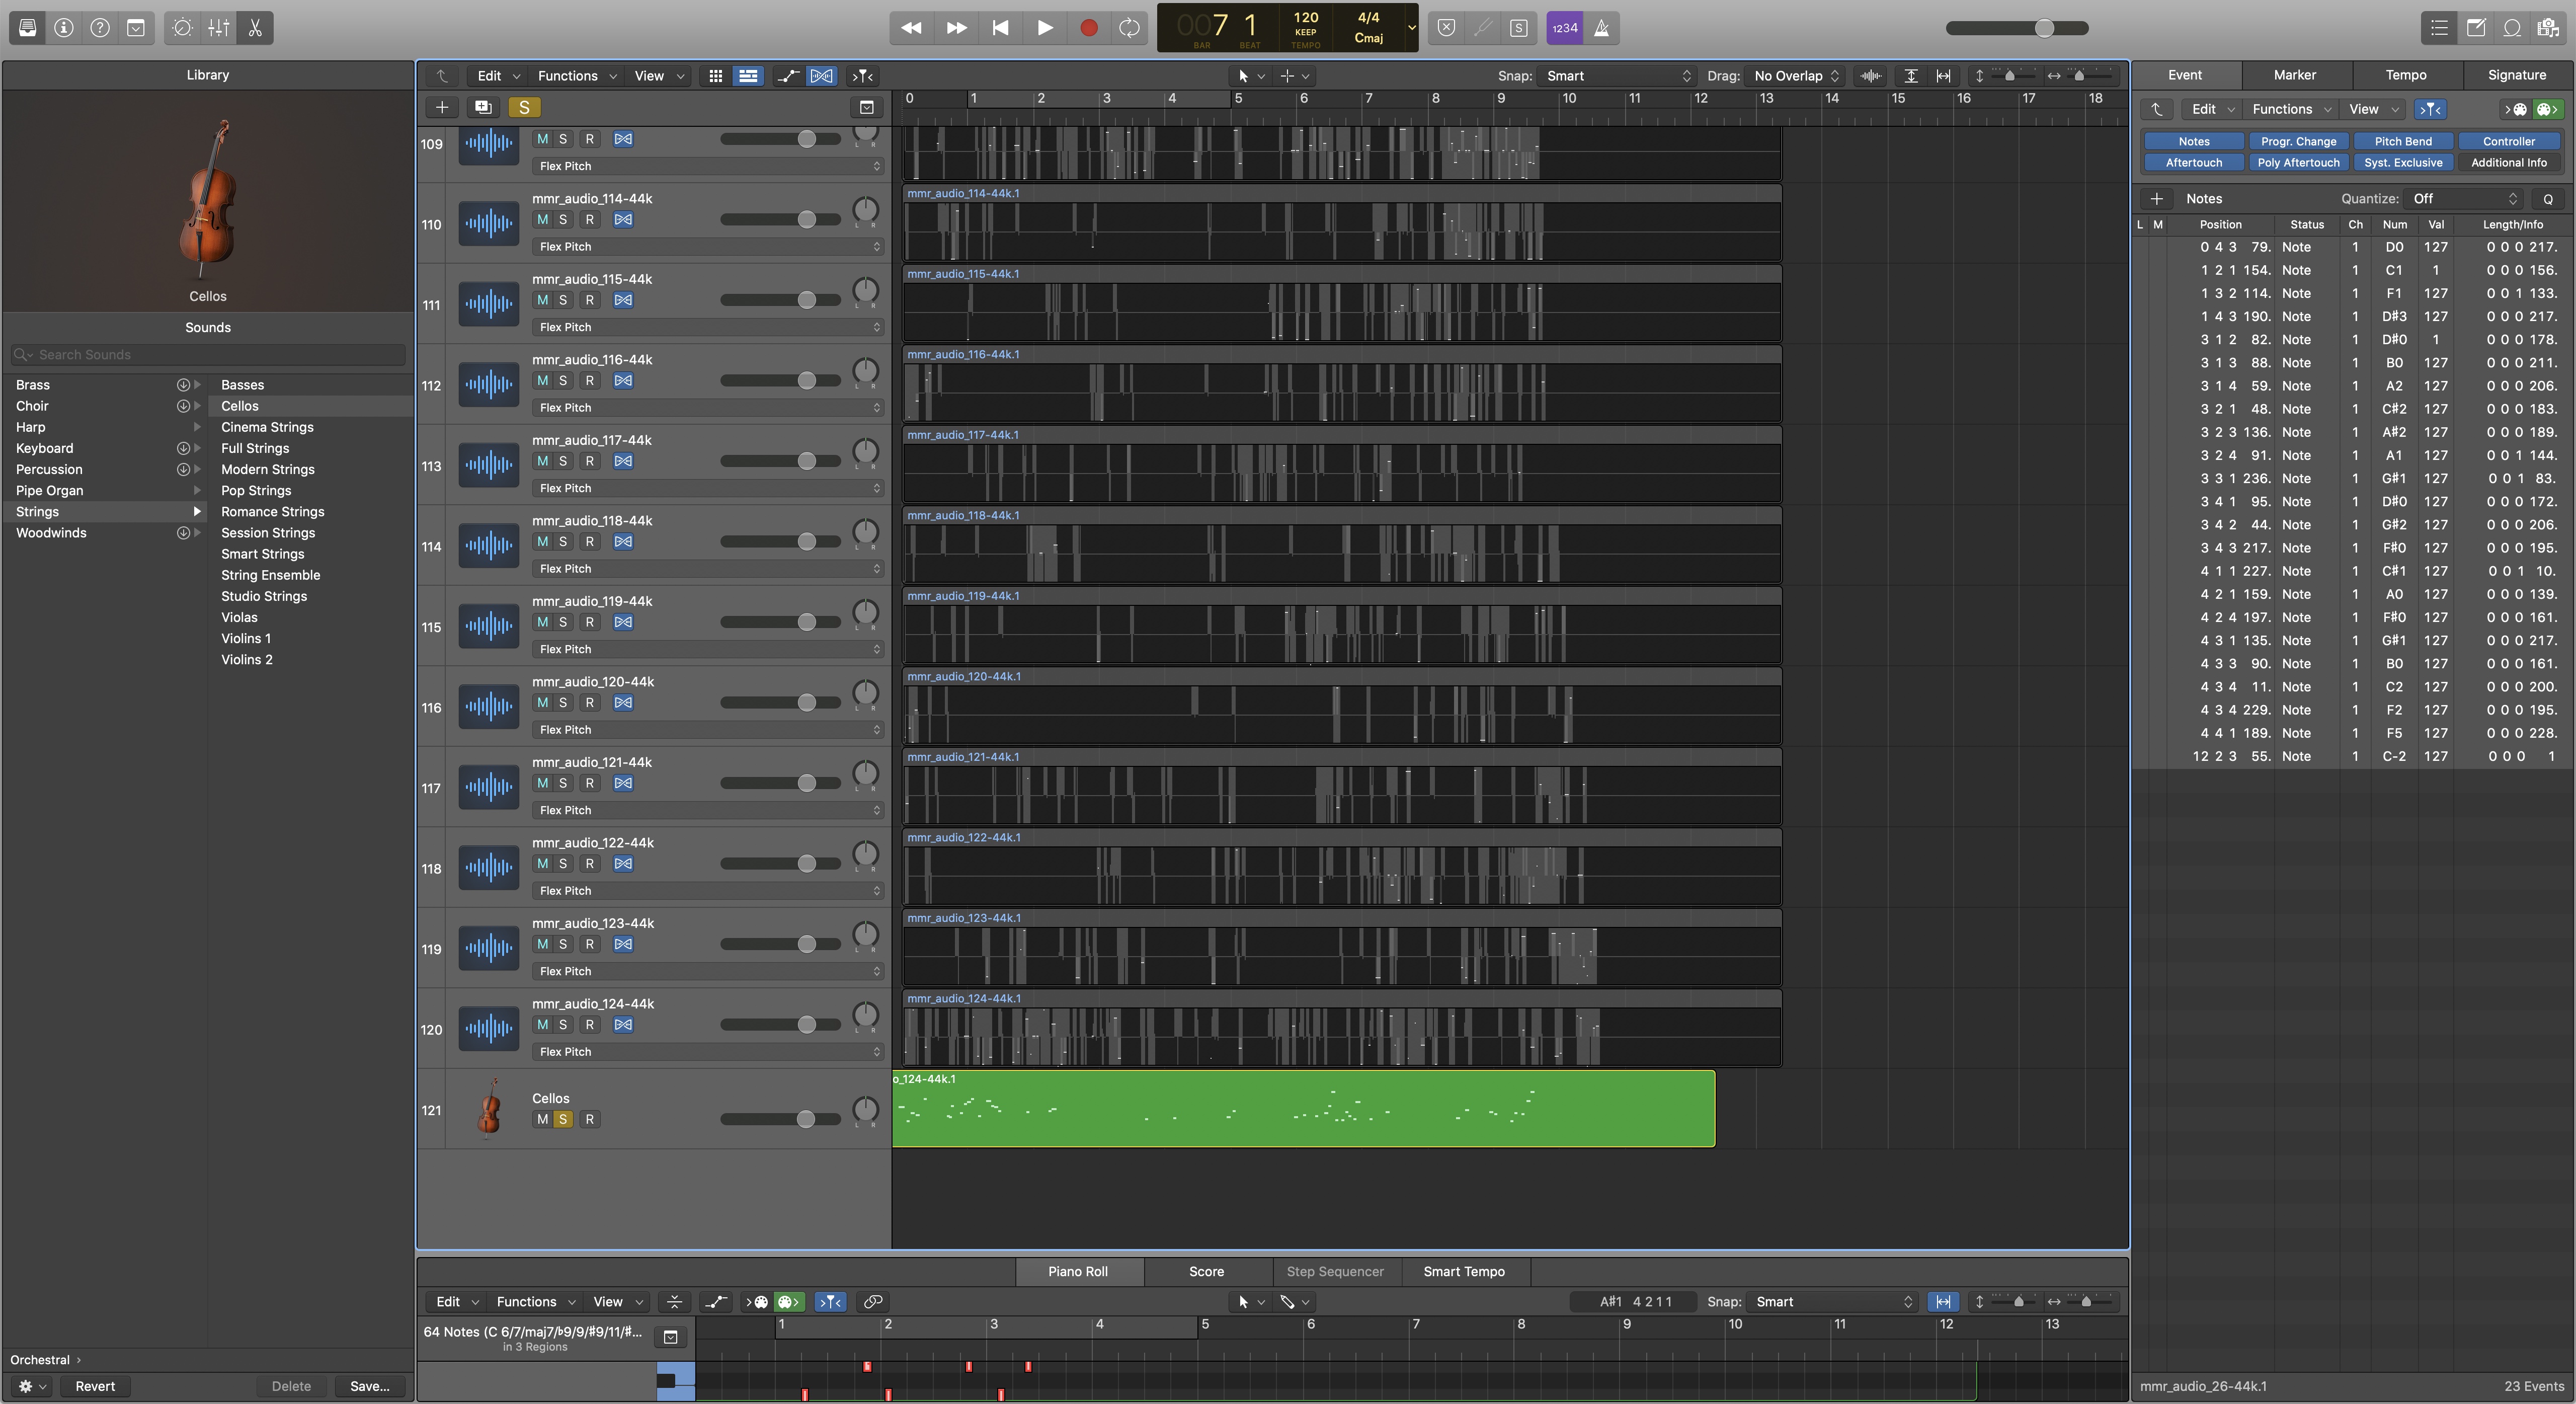 007 1
BAR BEAT
120
KEEP
TEMPO
4/4
Cmaj
S
1234
Library
Cellos
Sounds
Search Sounds
Brass
Choir
Harp
Keyboard
Percussion
Pipe Organ
Strings
Woodwinds
Basses
Cellos
Cinema Strings
Full Strings
Modern Strings
Pop Strings
Romance Strings
Session Strings
Smart Strings
String Ensemble
Studio Strings
Violas
Violins 1
Violins 2
Orchestral
Revert Delete Save...
Edit Functions View
Snap: Smart Drag: No Overlap
S
0 1 2 3 4 5 6 7 8 9 10 11 12 13 14 15 16 17 18
109 M S R
L R
Flex Pitch
110 mmr_audio_114-44k
M S R
L R
Flex Pitch
mmr_audio_114-44k.1
111 mmr_audio_115-44k
M S R
L R
Flex Pitch
mmr_audio_115-44k.1
112 mmr_audio_116-44k
M S R
L R
Flex Pitch
mmr_audio_116-44k.1
113 mmr_audio_117-44k
M S R
L R
Flex Pitch
mmr_audio_117-44k.1
114 mmr_audio_118-44k
M S R
L R
Flex Pitch
mmr_audio_118-44k.1
115 mmr_audio_119-44k
M S R
L R
Flex Pitch
mmr_audio_119-44k.1
116 mmr_audio_120-44k
M S R
L R
Flex Pitch
mmr_audio_120-44k.1
117 mmr_audio_121-44k
M S R
L R
Flex Pitch
mmr_audio_121-44k.1
118 mmr_audio_122-44k
M S R
L R
Flex Pitch
mmr_audio_122-44k.1
119 mmr_audio_123-44k
M S R
L R
Flex Pitch
mmr_audio_123-44k.1
120 mmr_audio_124-44k
M S R
L R
Flex Pitch
mmr_audio_124-44k.1
121 Cellos
M S R
L R
o_124-44k.1
Piano Roll Score Step Sequencer Smart Tempo
Edit Functions View
A#1 4 2 1 1 Snap: Smart
64 Notes (C 6/7/maj7/♭9/9/#9/11/#...
in 3 Regions
1 2 3 4 5 6 7 8 9 10 11 12 13
Event Marker Tempo Signature
Edit Functions View
Notes Progr. Change Pitch Bend Controller
Aftertouch Poly Aftertouch Syst. Exclusive Additional Info
Notes Quantize: Off Q
L M Position Status Ch Num Val Length/Info
0 4 3 79. Note 1 D0 127 0 0 0 217.
1 2 1 154. Note 1 C1 1 0 0 0 156.
1 3 2 114. Note 1 F1 127 0 0 1 133.
1 4 3 190. Note 1 D#3 127 0 0 0 217.
3 1 2 82. Note 1 D#0 1 0 0 0 178.
3 1 3 88. Note 1 B0 127 0 0 0 211.
3 1 4 59. Note 1 A2 127 0 0 0 206.
3 2 1 48. Note 1 C#2 127 0 0 0 183.
3 2 3 136. Note 1 A#2 127 0 0 0 189.
3 2 4 91. Note 1 A1 127 0 0 1 144.
3 3 1 236. Note 1 G#1 127 0 0 1 83.
3 4 1 95. Note 1 D#0 127 0 0 0 172.
3 4 2 44. Note 1 G#2 127 0 0 0 206.
3 4 3 217. Note 1 F#0 127 0 0 0 195.
4 1 1 227. Note 1 C#1 127 0 0 1 10.
4 2 1 159. Note 1 A0 127 0 0 0 139.
4 2 4 197. Note 1 F#0 127 0 0 0 161.
4 3 1 135. Note 1 G#1 127 0 0 0 217.
4 3 3 90. Note 1 B0 127 0 0 0 161.
4 3 4 11. Note 1 C2 127 0 0 0 200.
4 3 4 229. Note 1 F2 127 0 0 0 195.
4 4 1 189. Note 1 F5 127 0 0 0 228.
12 2 3 55. Note 1 C-2 127 0 0 0 1
mmr_audio_26-44k.1 23 Events